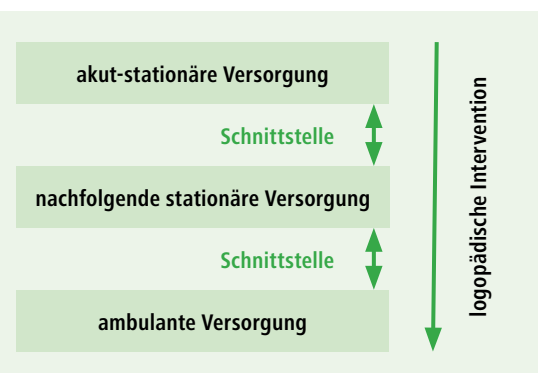 akut-stationäre Versorgung
Schnittstelle
nachfolgende stationäre Versorgung
Schnittstelle
ambulante Versorgung
logopädische Intervention